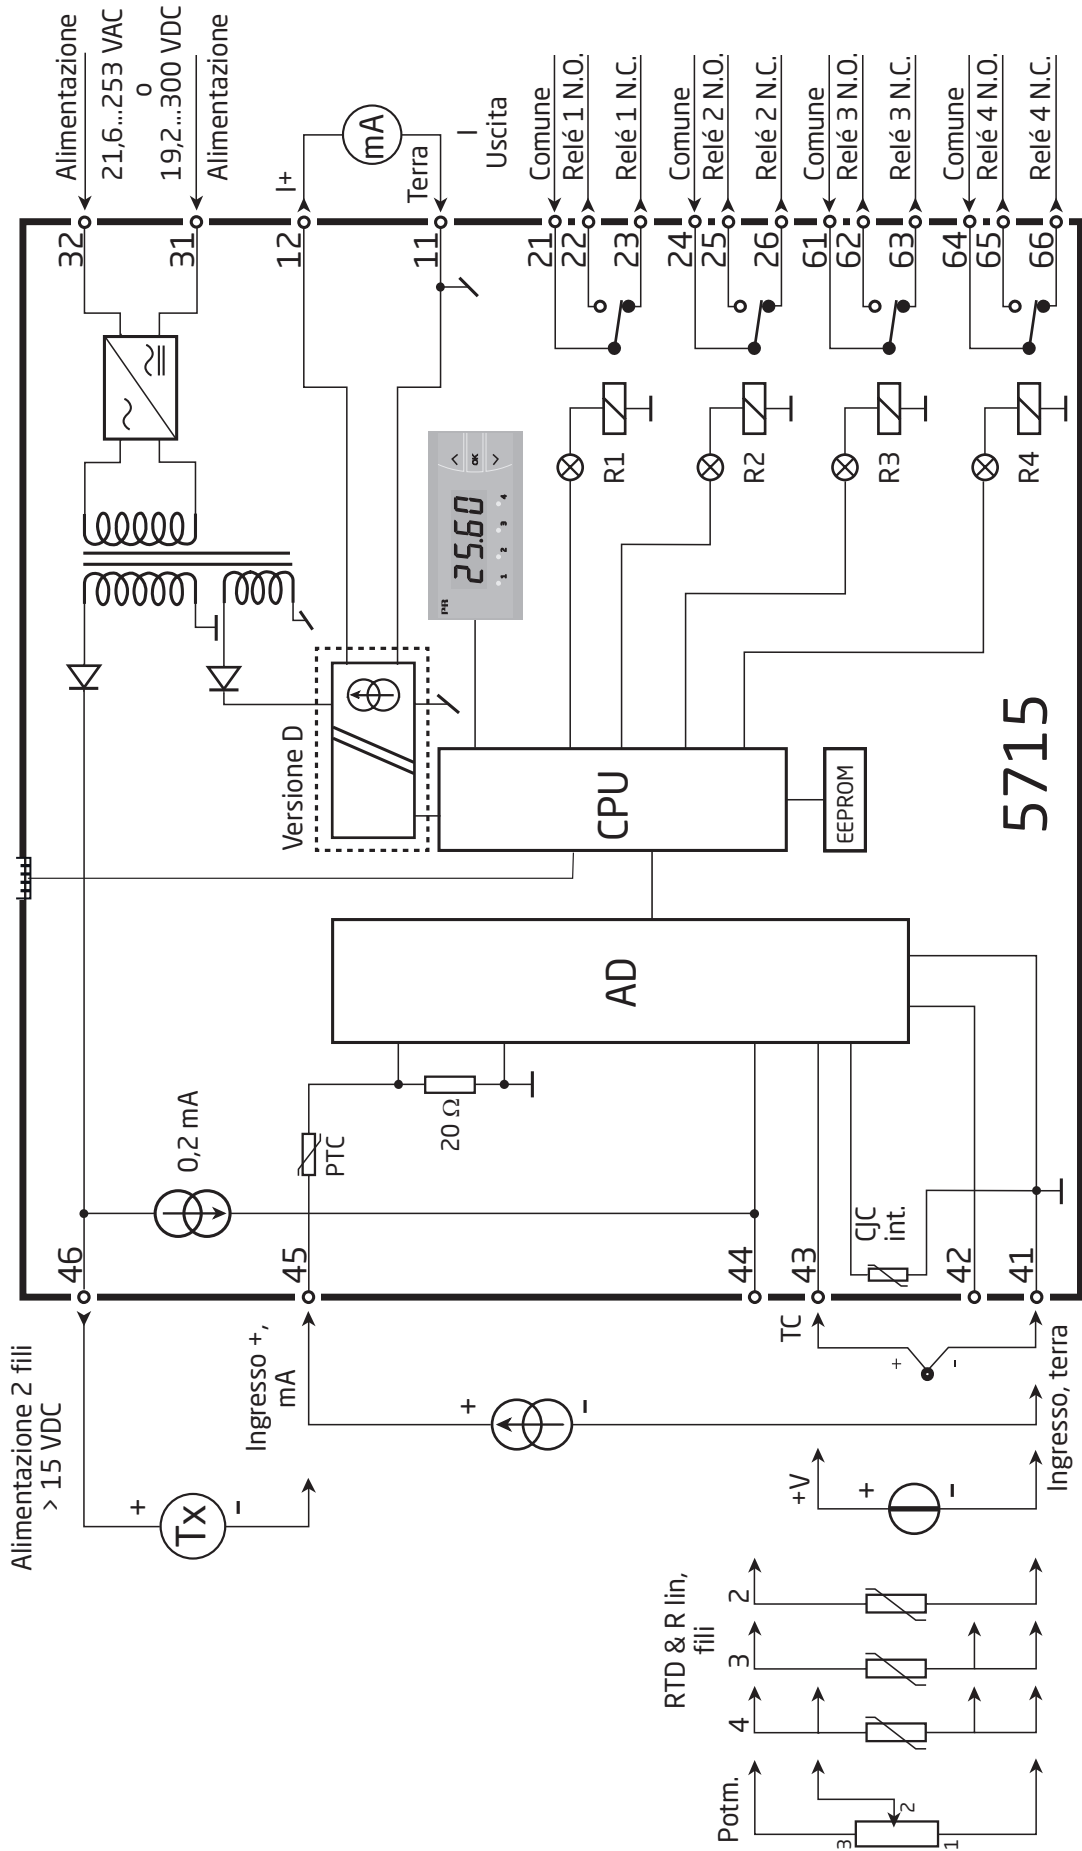 Alimentazione
21,6...253 VAC
o
19,2...300 VDC
Alimentazione
I+
mA
Terra
I
Uscita
Comune
Relé 1 N.O.
Relé 1 N.C.
Comune
Relé 2 N.O.
Relé 2 N.C.
Comune
Relé 3 N.O.
Relé 3 N.C.
Comune
Relé 4 N.O.
Relé 4 N.C.
32
31
12
11
21
22
23
24
25
26
61
62
63
64
65
66
PR
25.60
1 2 3 4
OK
R1
R2
R3
R4
Versione D
CPU
EEPROM
5715
AD
0,2 mA
PTC
20 Ω
CJC
int.
46
45
44
43
42
41
Alimentazione 2 fili
> 15 VDC
+
Tx
-
Ingresso +,
mA
+
-
TC
+
-
Ingresso, terra
+V
+
-
RTD & R lin,
fili
2
3
4
Potm.
3
2
1